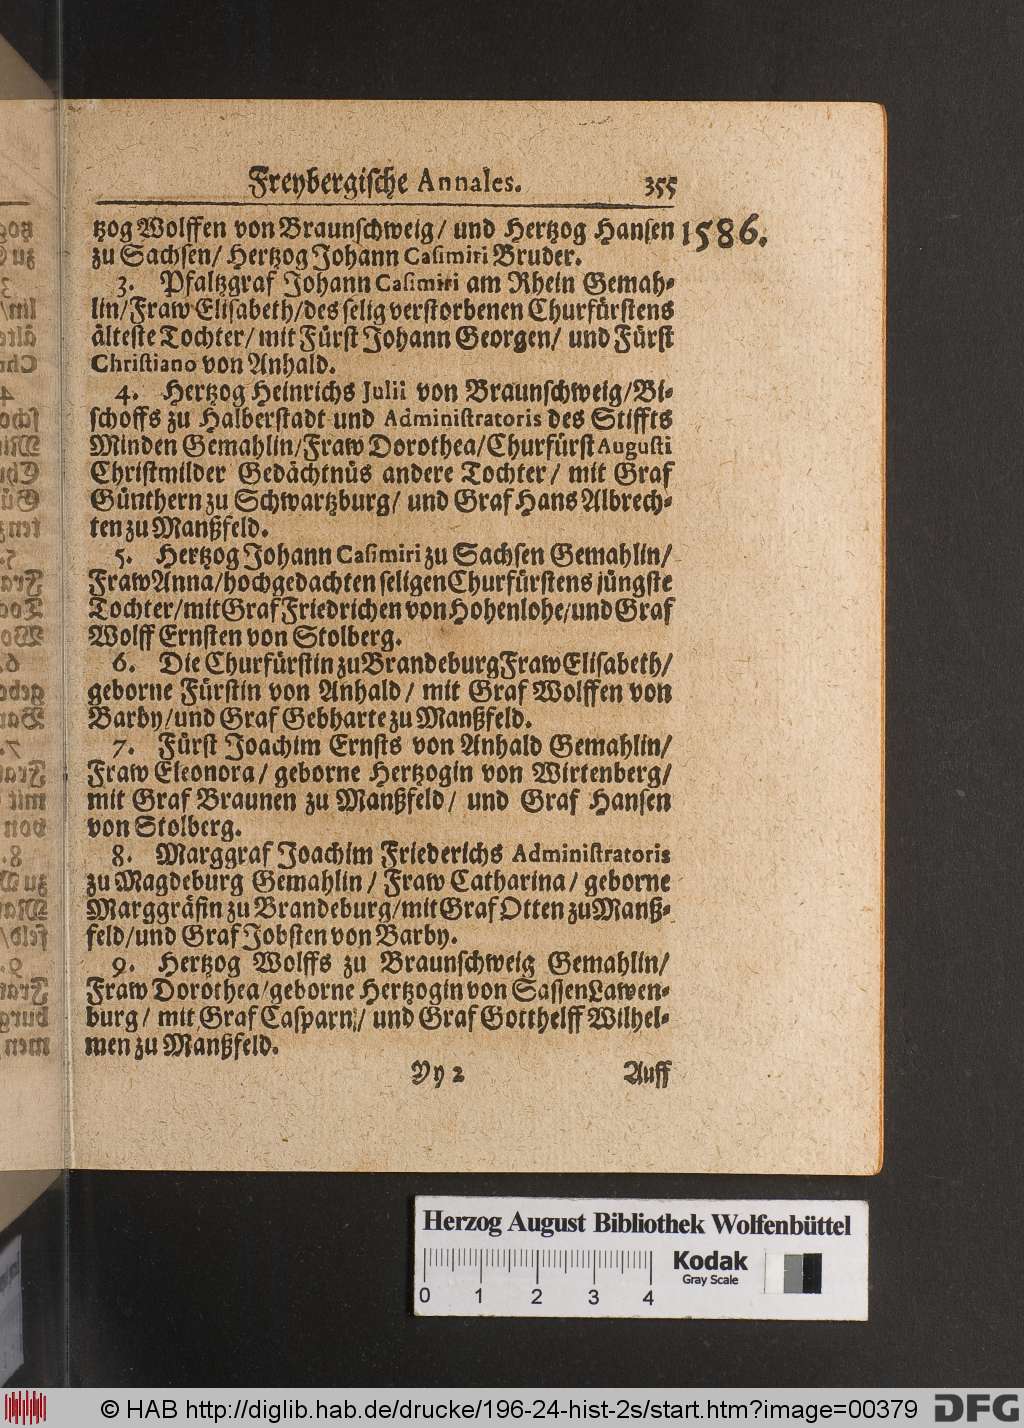 Freybergische Annales. 355
tzog Wolffen von Braunschweig/ und Hertzog Hansen 1586.
zu Sachsen/ Hertzog Johann Casimiri Bruder.
3. Pfaltzgraf Johann Casimiri am Rhein Gemah-
lin/Fraw Elisabeth/des selig verstorbenen Churfürstens
älteste Tochter/ mit Fürst Johann Georgen/ und Fürst
Christiano von Anhald.
4. Hertzog Heinrichs Julii von Braunschweig/Bi-
schoffs zu Halberstadt und Administratoris des Stiffts
Minden Gemahlin/Fraw Dorothea/Churfürst Augusti
Christmilder Gedächtnüs andere Tochter/ mit Graf
Günthern zu Schwartzburg/ und Graf Hans Albrech-
ten zu Manßfeld.
5. Hertzog Johann Casimiri zu Sachsen Gemahlin/
Fraw Anna/hochgedachten seligen Churfürstens jüngste
Tochter/mit Graf Friedrichen von Hohenlohe/und Graf
Wolff Ernsten von Stolberg.
6. Die Churfürstin zu Brandeburg Fraw Elisabeth/
geborne Fürstin von Anhald/ mit Graf Wolffen von
Barby/und Graf Gebharte zu Manßfeld.
7. Fürst Joachim Ernsts von Anhald Gemahlin/
Fraw Eleonora/ geborne Hertzogin von Wirtenberg/
mit Graf Braunen zu Manßfeld/ und Graf Hansen
von Stolberg.
8. Marggraf Joachim Friederichs Administratoris
zu Magdeburg Gemahlin/ Fraw Catharina/ geborne
Marggräfin zu Brandeburg/mit Graf Otten zu Manß-
feld/und Graf Jobsten von Barby.
9. Hertzog Wolffs zu Braunschweig Gemahlin/
Fraw Dorothea/geborne Hertzogin von Sassen Lawen-
burg/ mit Graf Casparn/ und Graf Gotthelff Wilhel-
men zu Manßfeld.
Yy 2 Auff
Herzog August Bibliothek Wolfenbüttel
0 1 2 3 4
Kodak
Gray Scale
© HAB http://diglib.hab.de/drucke/196-24-hist-2s/start.htm?image=00379
DFG